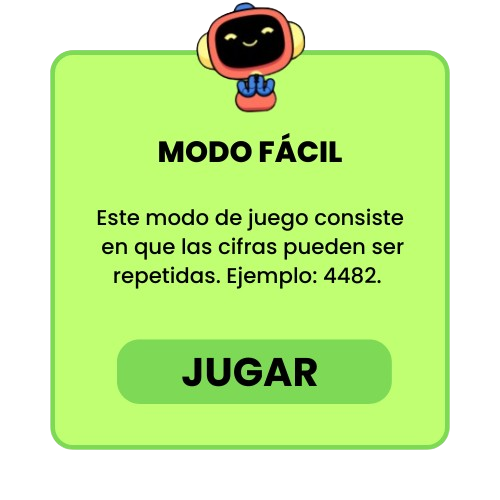 MODO FÁCIL
Este modo de juego consiste
en que las cifras pueden ser
repetidas. Ejemplo: 4482.
JUGAR